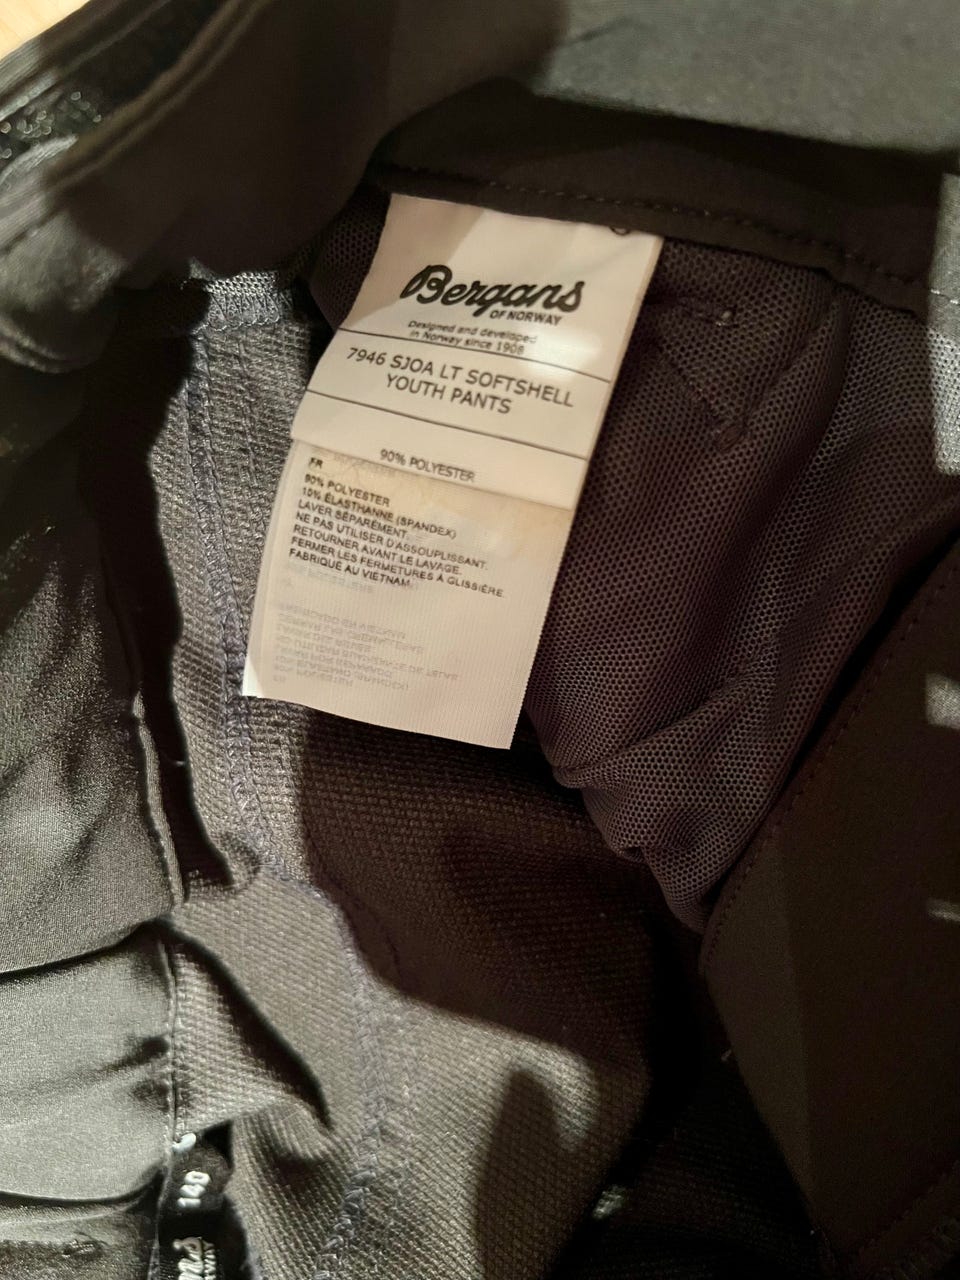 Bergans
OF NORWAY
Designed and developed
in Norway since 1908
7946 SJOA LT SOFTSHELL
YOUTH PANTS
90% POLYESTER
FR
90% POLYESTER
10% ÉLASTHANNE (SPANDEX)
LAVER SÉPARÉMENT.
NE PAS UTILISER D'ASSOUPLISSANT.
RETOURNER AVANT LE LAVAGE.
FERMER LES FERMETURES À GLISSIÈRE.
FABRIQUÉ AU VIETNAM
140